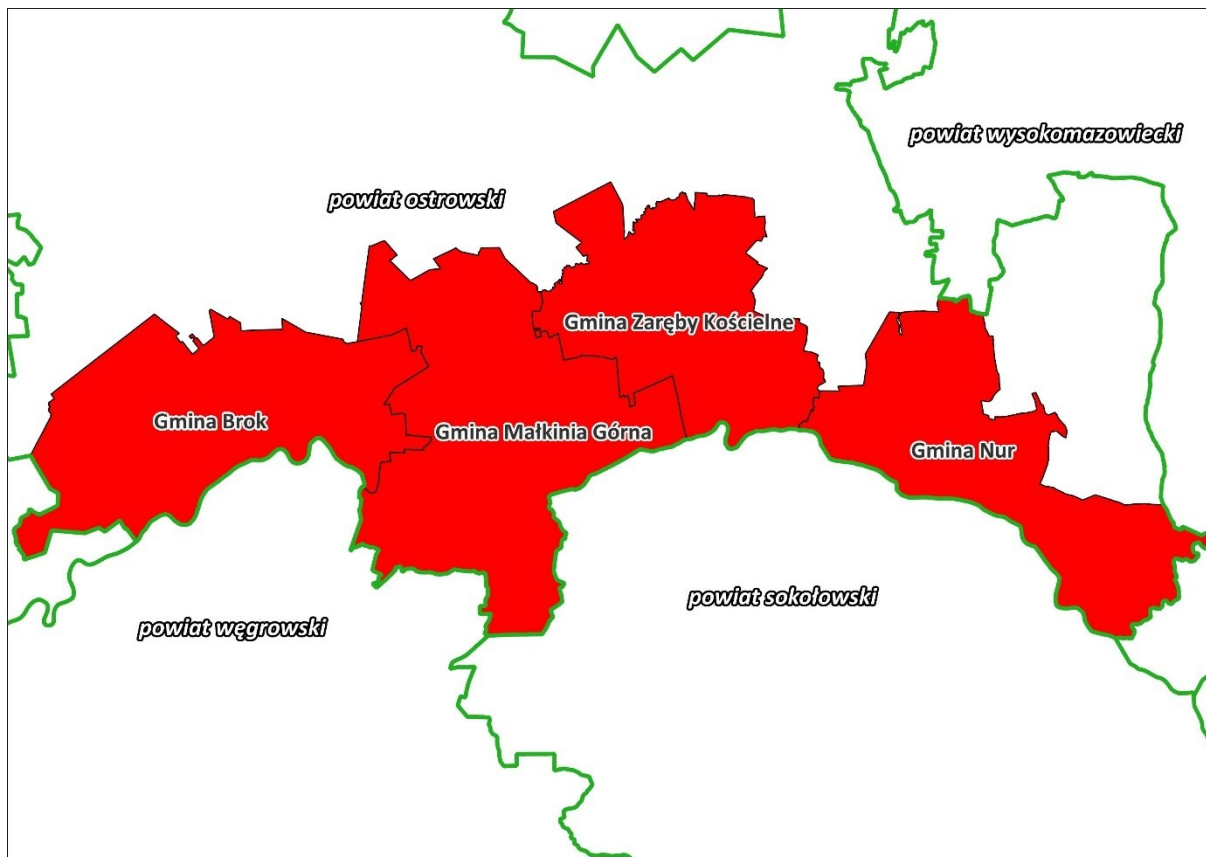 powiat wysokomazowiecki
powiat ostrowski
Gmina Zaręby Kościelne
Gmina Brok
Gmina Małkinia Górna
Gmina Nur
powiat sokołowski
powiat węgrowski